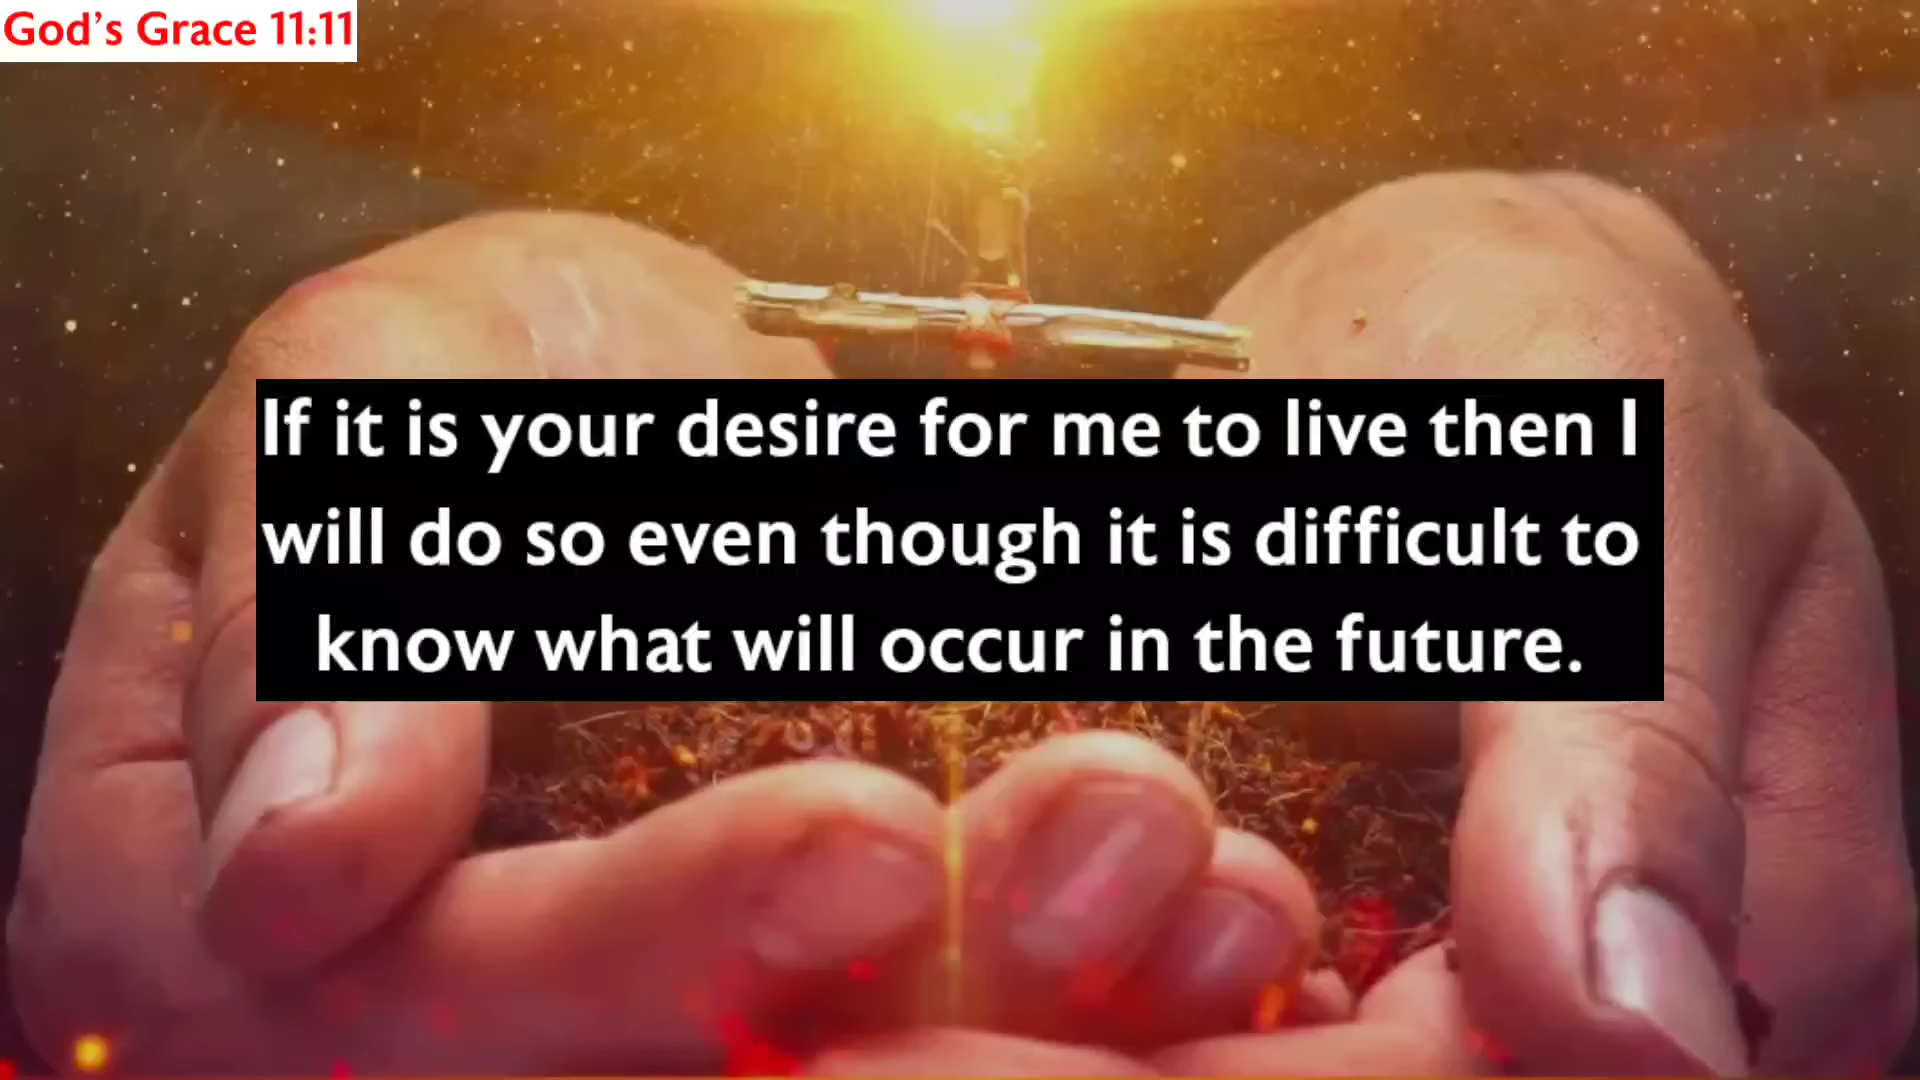 God's Grace 11:11
If it is your desire for me to live then I
will do so even though it is difficult to
know what will occur in the future.